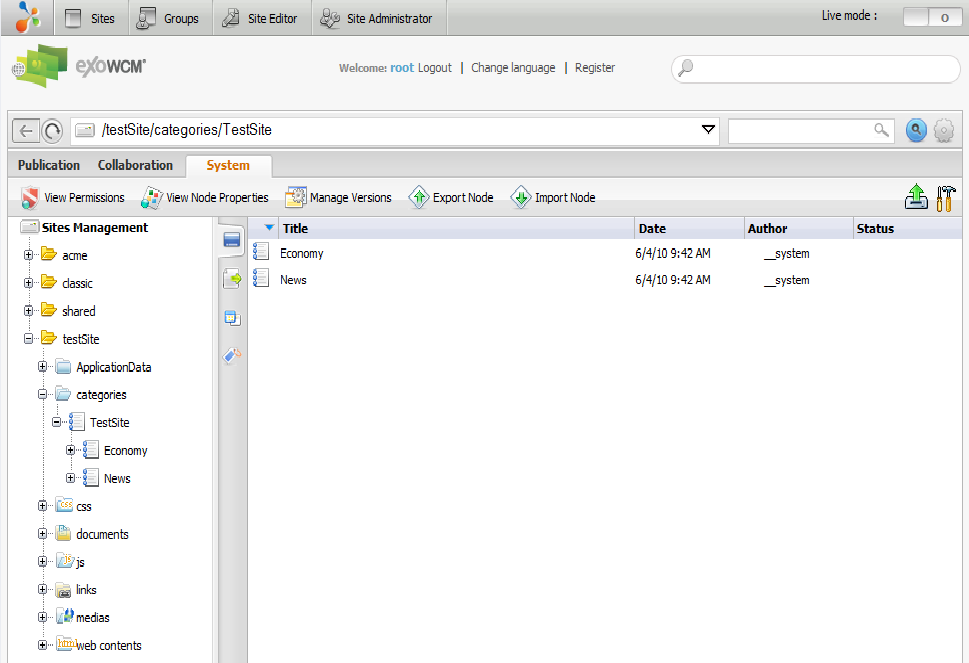 Sites Groups Site Editor Site Administrator Live mode : 0
eXoWCM Welcome: root Logout | Change language | Register
/testSite/categories/TestSite
Publication Collaboration System
View Permissions View Node Properties Manage Versions Export Node Import Node
Sites Management Title Date Author Status
acme Economy 6/4/10 9:42 AM __system
classic News 6/4/10 9:42 AM __system
shared
testSite
ApplicationData
categories
TestSite
Economy
News
css
documents
js
links
medias
web contents